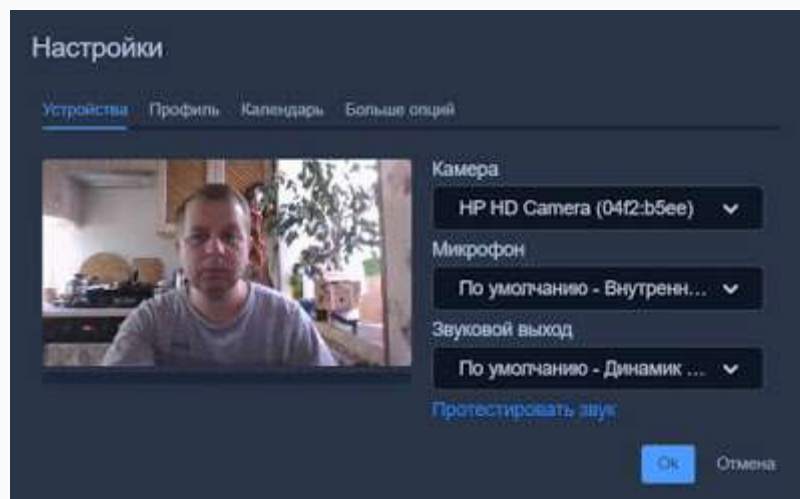 Настройки
Устройства Профиль Календарь Больше опций
Камера
HP HD Camera (04f2:b5ee)
Микрофон
По умолчанию - Внутренн...
Звуковой выход
По умолчанию - Динамик ...
Протестировать звук
Ok Отмена